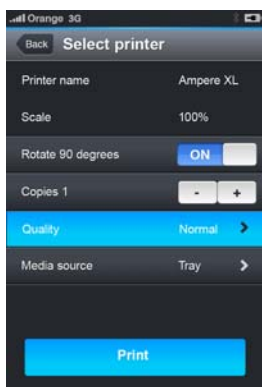 Orange 3G
Back Select printer
Printer name Ampere XL
Scale 100%
Rotate 90 degrees ON
Copies 1 - +
Quality Normal
Media source Tray
Print